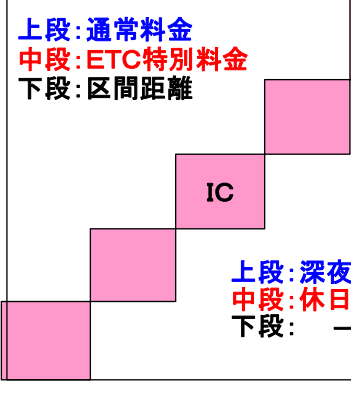 上段：通常料金
中段：ETC特別料金
下段：区間距離
IC
上段：深夜
中段：休日
下段：　－